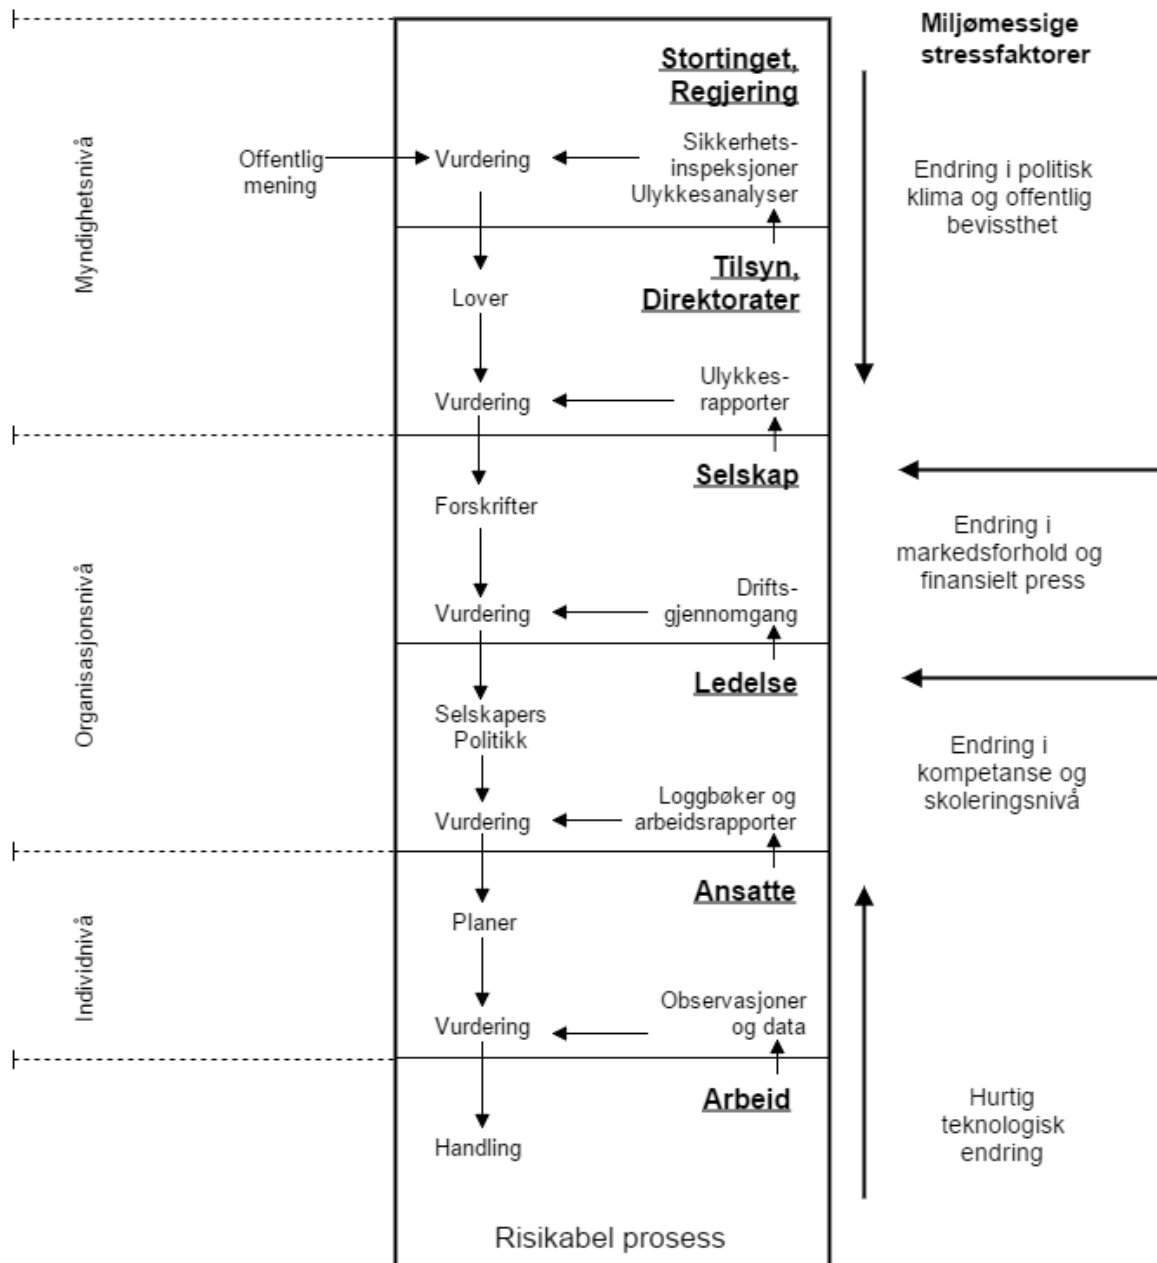 Miljømessige
stressfaktorer
Stortinget,
Regjering
Myndighetsnivå
Offentlig
mening
Vurdering
Sikkerhets-
inspeksjoner
Ulykkesanalyser
Endring i politisk
klima og offentlig
bevissthet
Tilsyn,
Direktorater
Lover
Vurdering
Ulykkes-
rapporter
Selskap
Organisasjonsnivå
Forskrifter
Endring i
markedsforhold og
finansielt press
Vurdering
Drifts-
gjennomgang
Ledelse
Selskapers
Politikk
Endring i
kompetanse og
skoleringsnivå
Vurdering
Loggbøker og
arbeidsrapporter
Ansatte
Individnivå
Planer
Vurdering
Observasjoner
og data
Arbeid
Handling
Hurtig
teknologisk
endring
Risikabel prosess